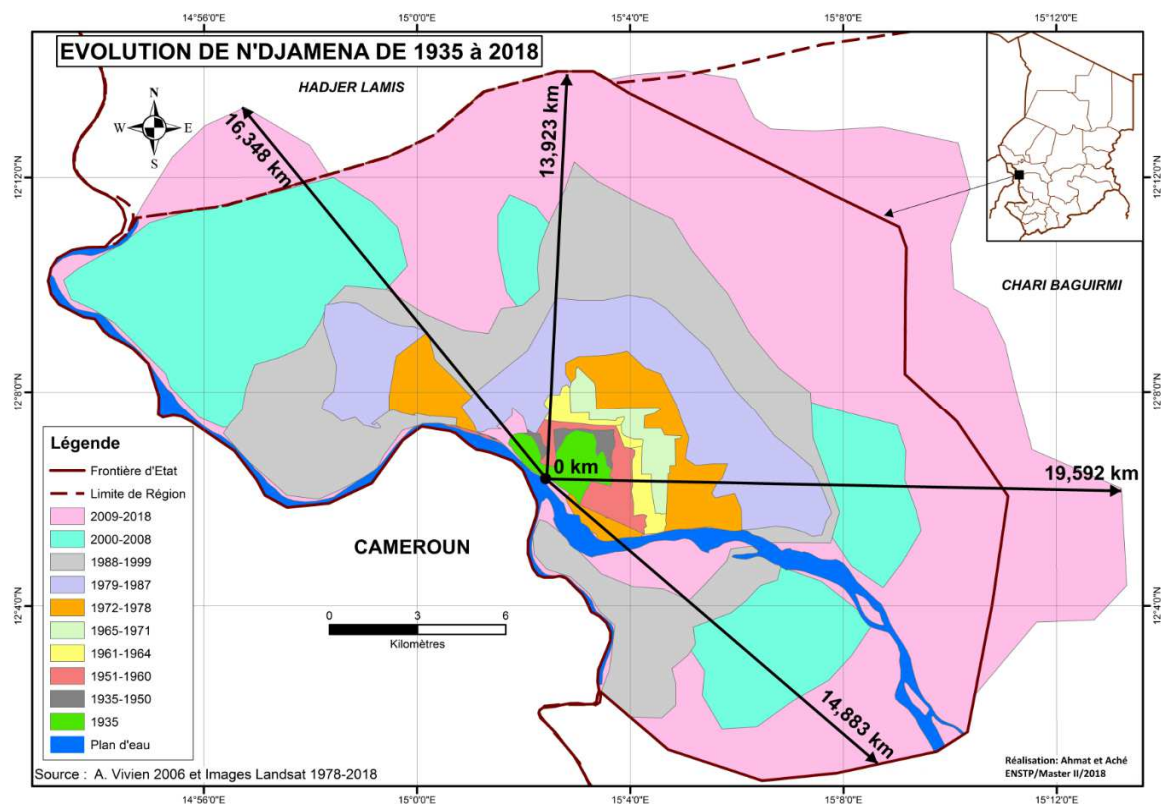 14°56'0"E
15°0'0"E
15°4'0"E
15°8'0"E
15°12'0"E
EVOLUTION DE N'DJAMENA DE 1935 à 2018
HADJER LAMIS
N
W
E
S
16,348 km
13,923 km
12°12'0"N
12°12'0"N
CHARI BAGUIRMI
12°8'0"N
12°8'0"N
0 km
19,592 km
14,883 km
CAMEROUN
12°4'0"N
12°4'0"N
0
3
6
Kilomètres
Légende
Frontière d'Etat
Limite de Région
2009-2018
2000-2008
1988-1999
1979-1987
1972-1978
1965-1971
1961-1964
1951-1960
1935-1950
1935
Plan d'eau
Source : A. Vivien 2006 et Images Landsat 1978-2018
Réalisation: Ahmat et Aché
ENSTP/Master II/2018
14°56'0"E
15°0'0"E
15°4'0"E
15°8'0"E
15°12'0"E